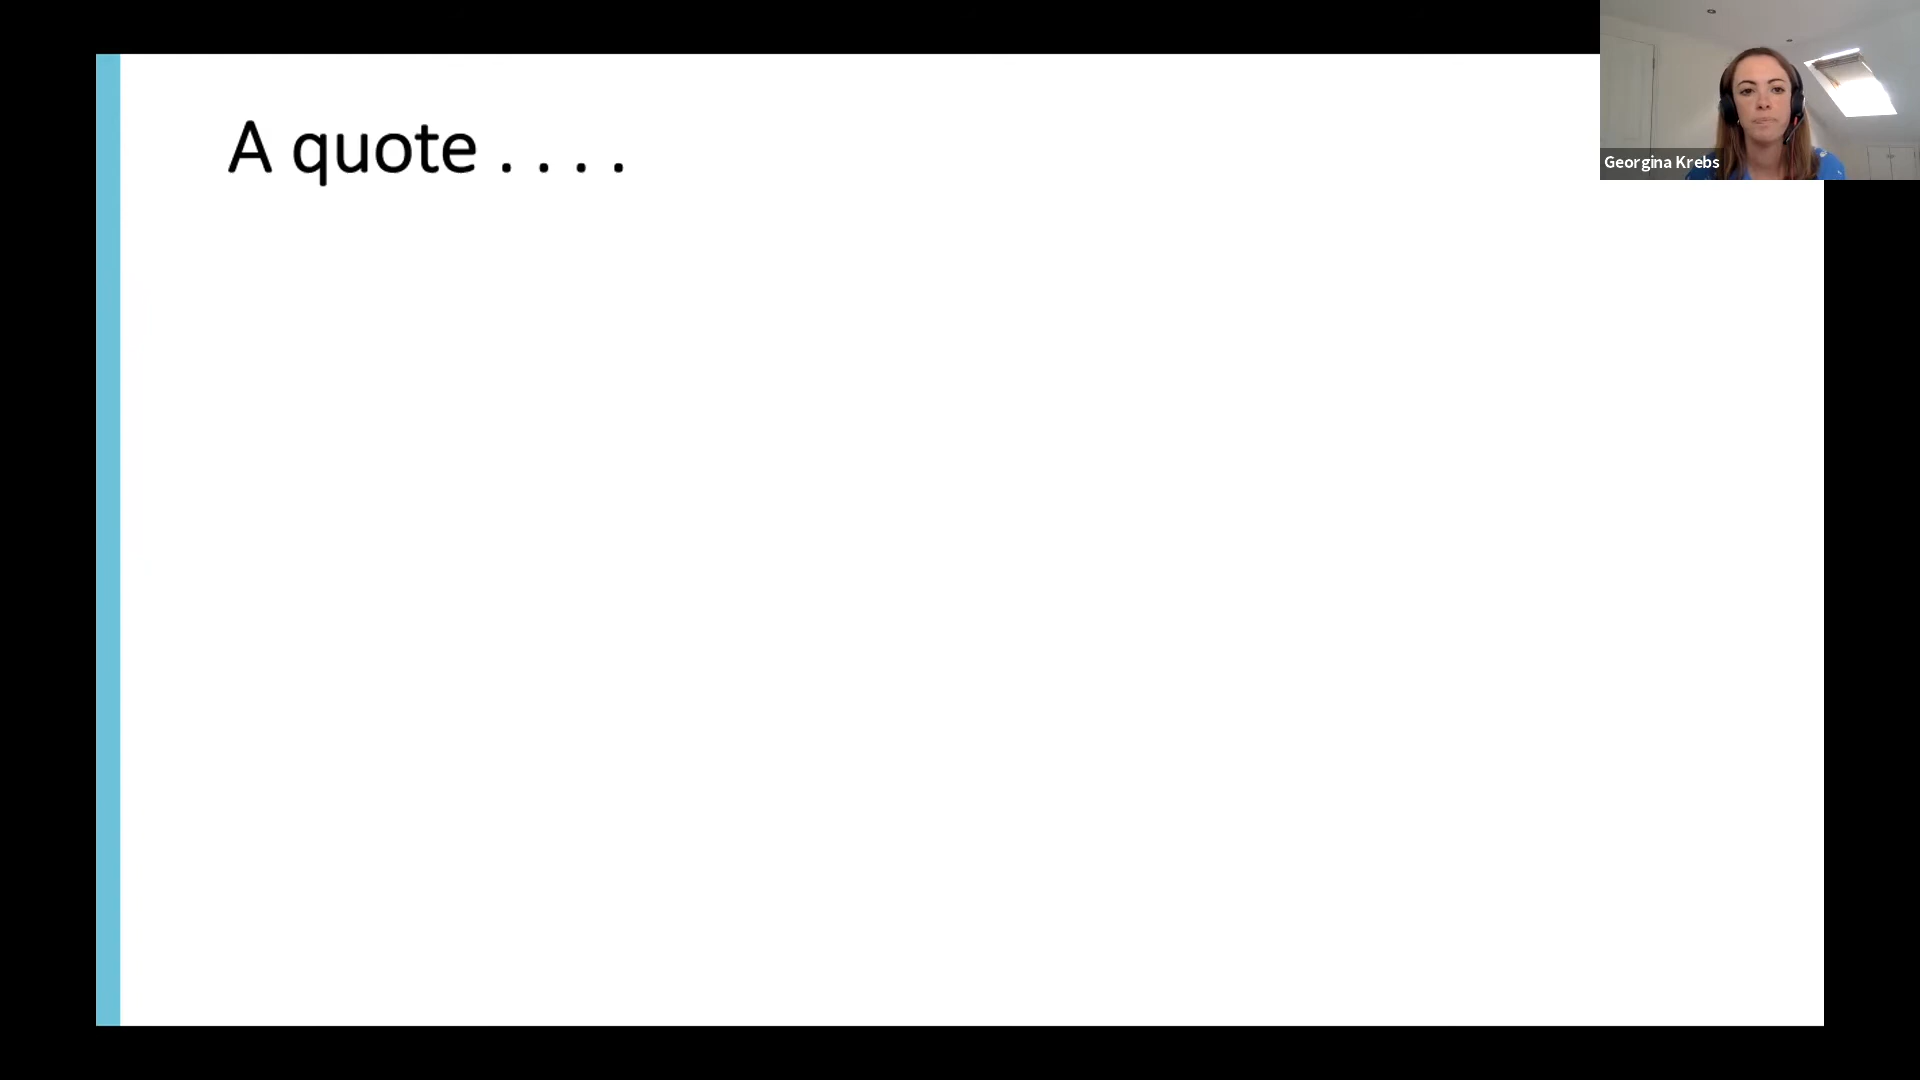 A quote . . . .
Georgina Krebs